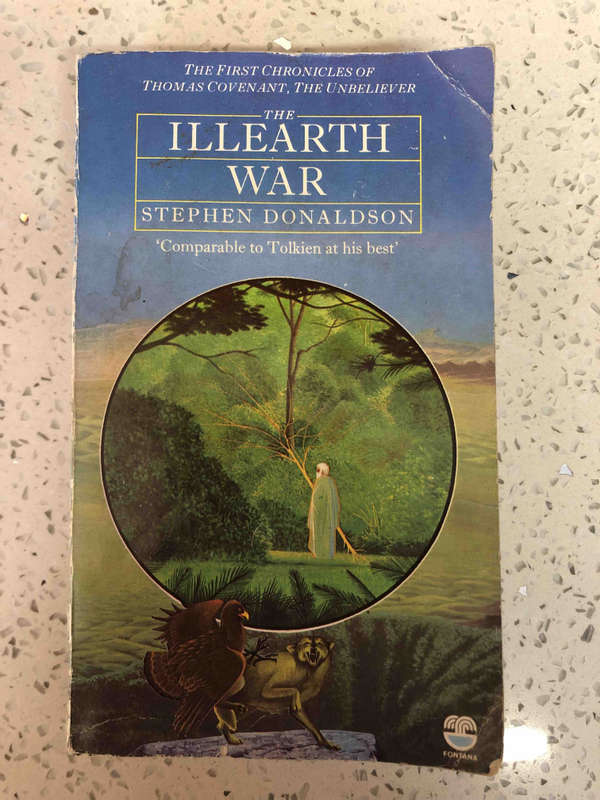 THE FIRST CHRONICLES OF
THOMAS COVENANT, THE UNBELIEVER
THE
ILLEARTH
WAR
STEPHEN DONALDSON
‘Comparable to Tolkien at his best’
FONTANA